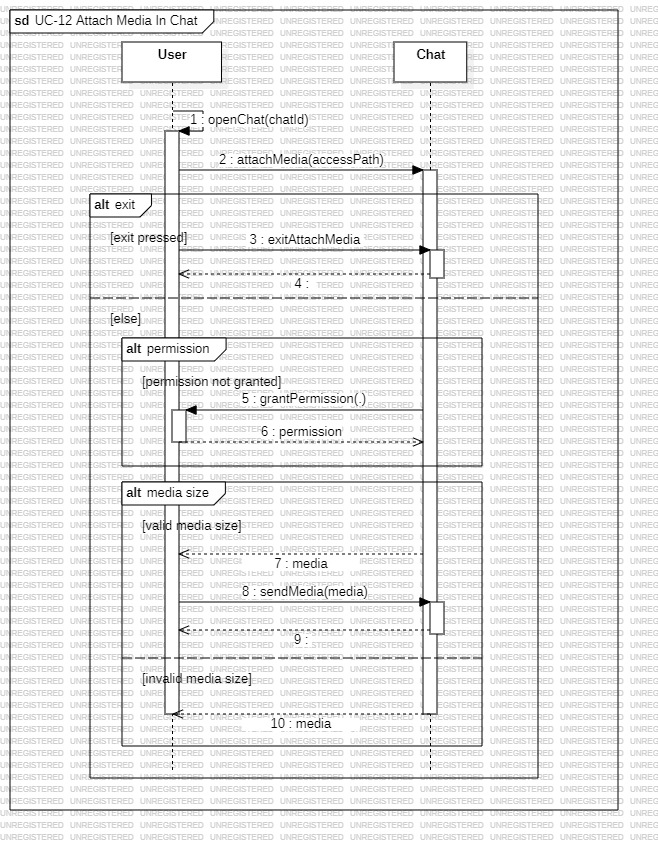 sd UC-12 Attach Media In Chat
User
Chat
1 : openChat(chatId)
2 : attachMedia(accessPath)
alt exit
[exit pressed]
3 : exitAttachMedia
4 :
[else]
alt permission
[permission not granted]
5 : grantPermission(.)
6 : permission
alt media size
[valid media size]
7 : media
8 : sendMedia(media)
9 :
[invalid media size]
10 : media
UNREGISTERED